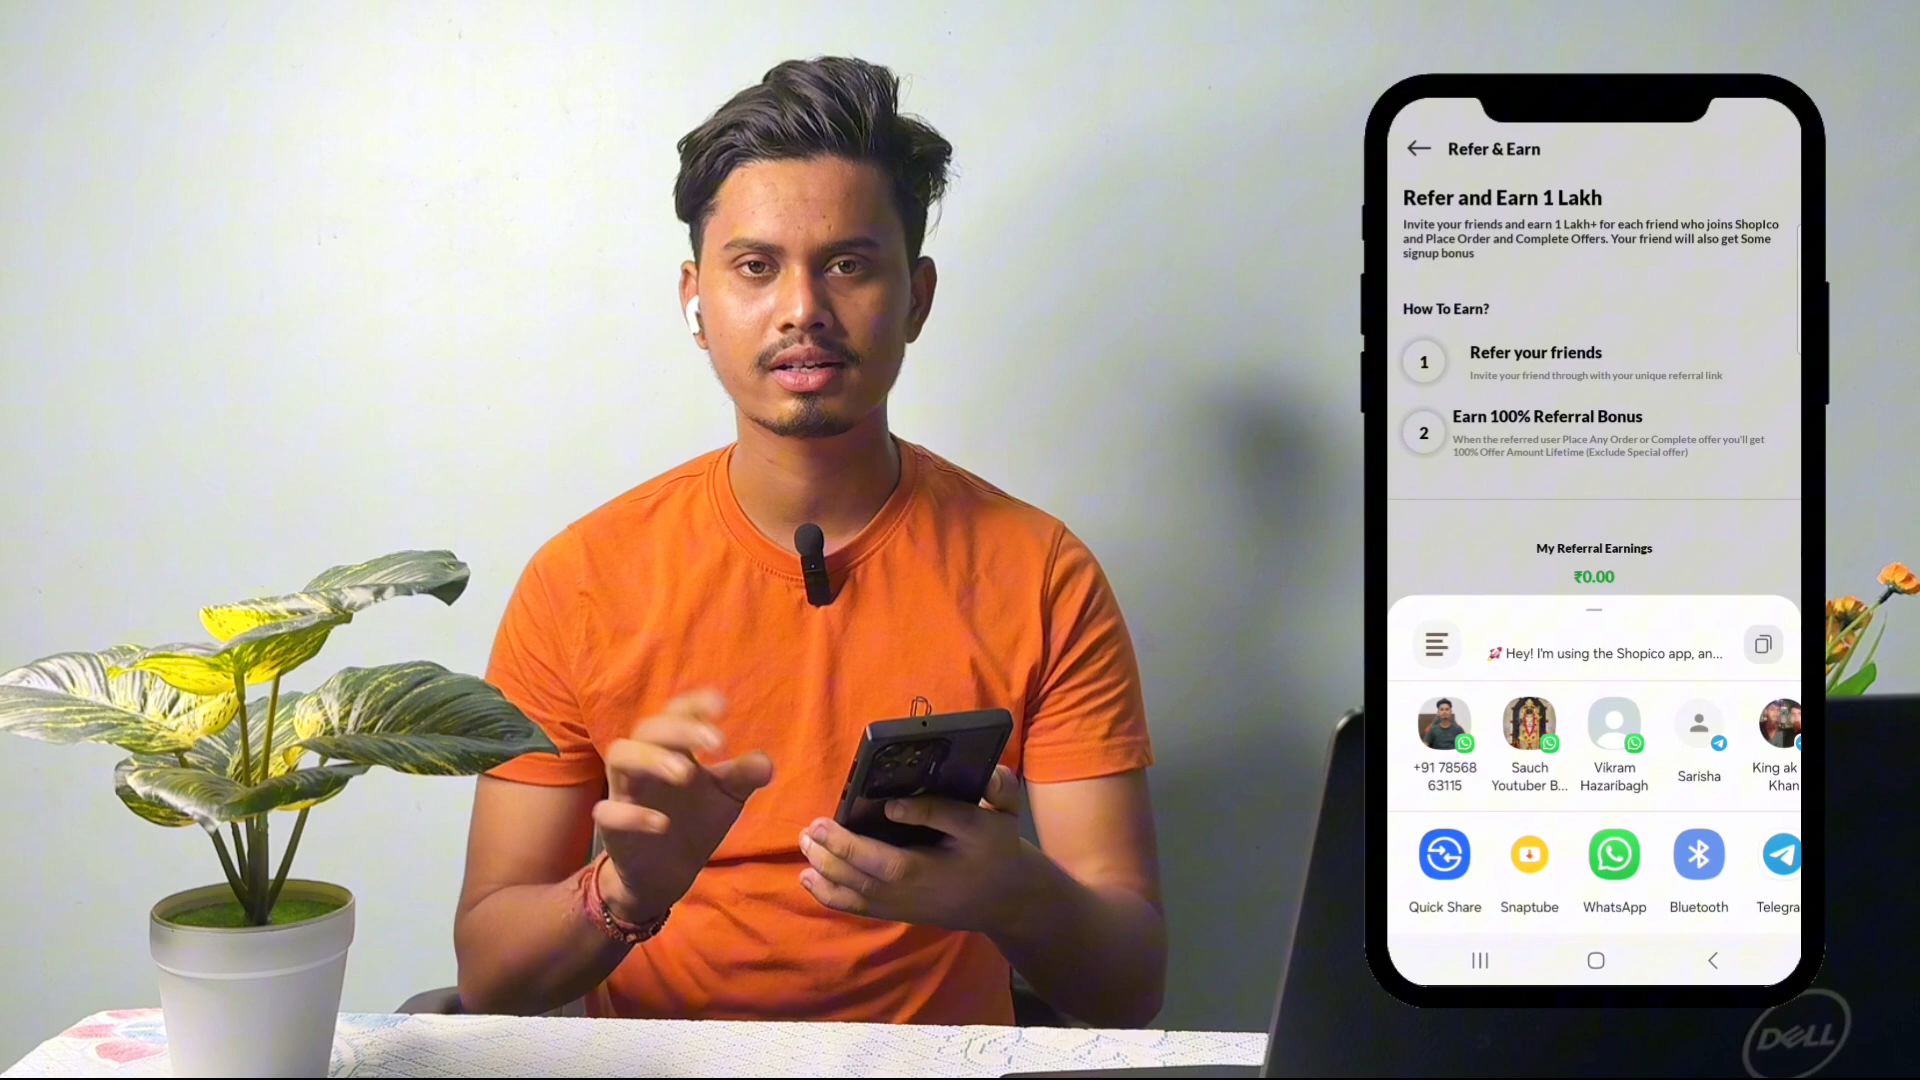 Refer & Earn
Refer and Earn 1 Lakh
Invite your friends and earn 1 Lakh+ for each friend who joins ShopIco
and Place Order and Complete Offers. Your friend will also get Some
signup bonus
How To Earn?
1
Refer your friends
Invite your friend through with your unique referral link
2
Earn 100% Referral Bonus
When the referred user Place Any Order or Complete offer you'll get
100% Offer Amount Lifetime (Exclude Special offer)
My Referral Earnings
₹0.00
🚀 Hey! I'm using the Shopico app, an...
+91 78568
63115
Sauch
Youtuber B...
Vikram
Hazaribagh
Sarisha
King ak
Khan
Quick Share
Snaptube
WhatsApp
Bluetooth
Telegra
DELL